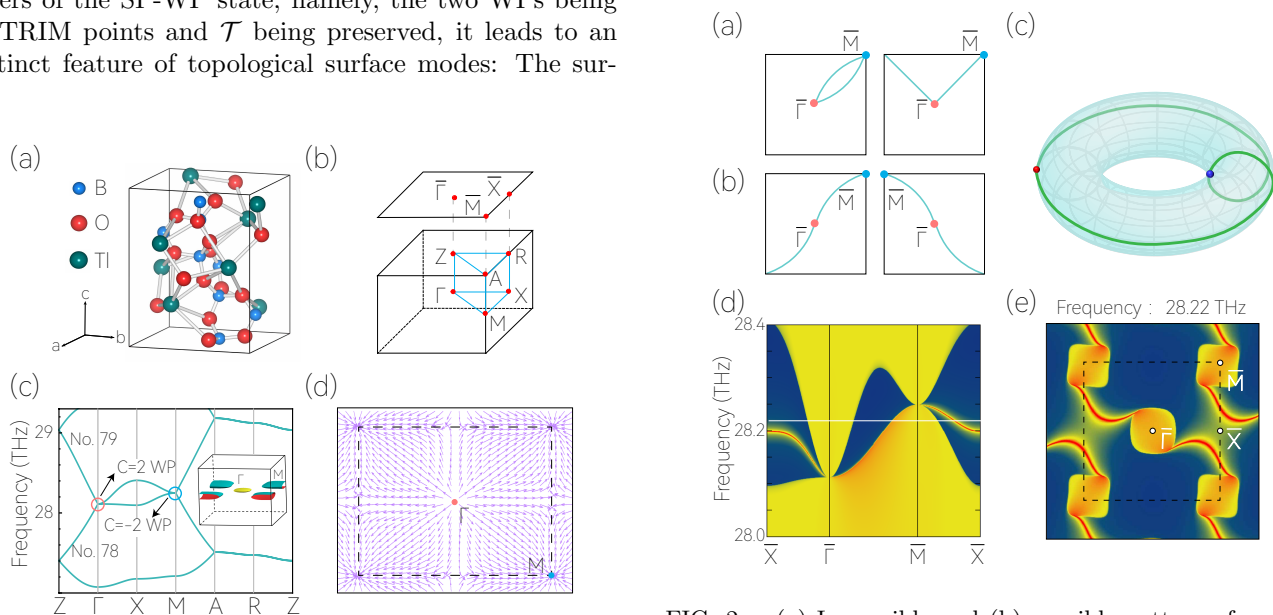 ers of the SP-WP state, namely, the two WPs being
TRIM points and 𝒯 being preserved, it leads to an
tinct feature of topological surface modes: The sur-
(a)
B
O
Tl
c
a
b
(b)
Γ̅
M̅
X̅
Z
R
A
Γ
X
M
(c)
Frequency (THz)
29
28
No. 79
C=2 WP
C=-2 WP
No. 78
Γ
M
Z Γ X M A R Z
(d)
Γ
M
(a)
M̅
Γ̅
M̅
Γ̅
(b)
M̅
Γ̅
M̅
Γ̅
(c)
(d)
Frequency (THz)
28.4
28.2
28.0
X̅ Γ̅ M̅ X̅
(e)
Frequency : 28.22 THz
M̅
Γ̅
X̅
FIG. 2. (a) Impossible and (b) possible patterns for